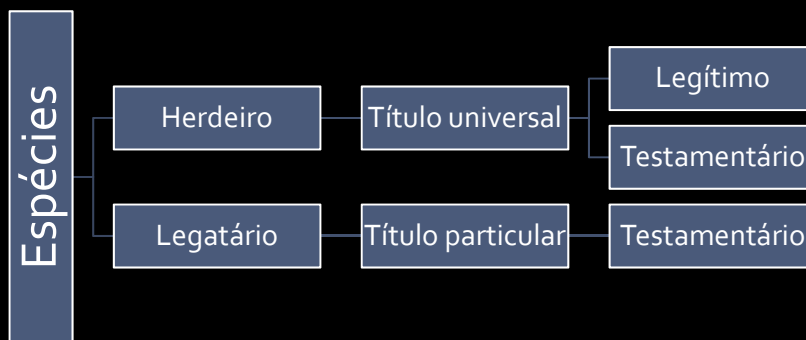 Espécies
Herdeiro
Título universal
Legítimo
Testamentário
Legatário
Título particular
Testamentário